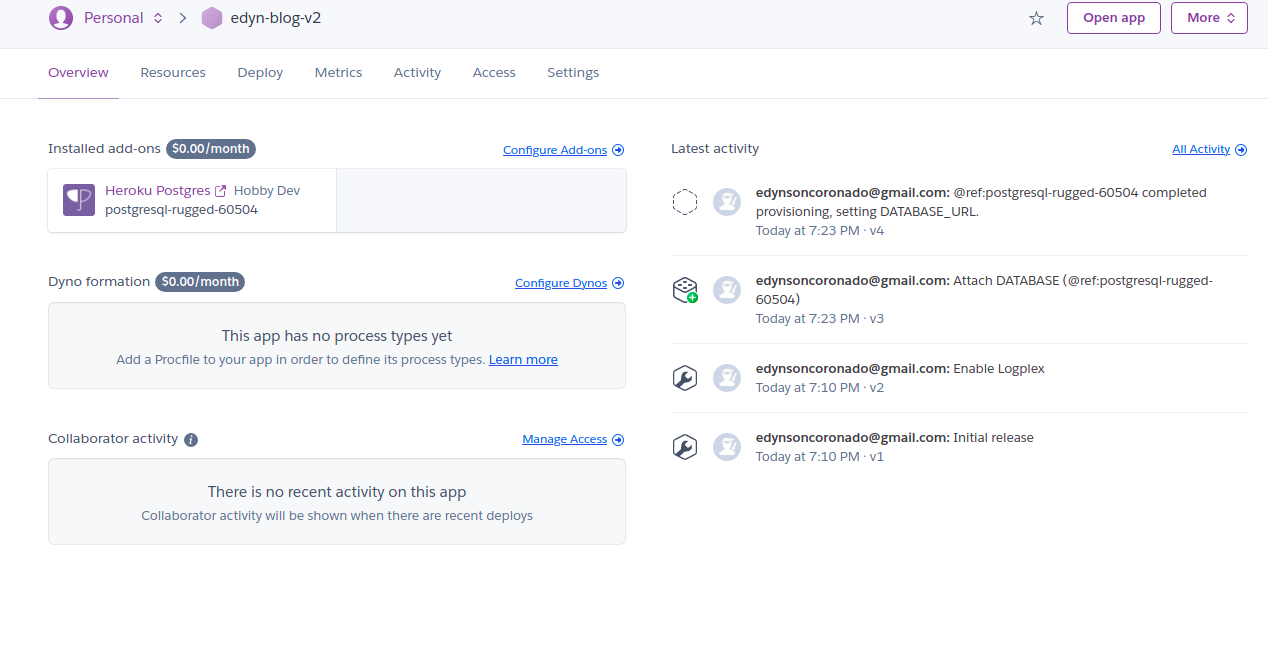 Personal edyn-blog-v2 Open app More
Overview Resources Deploy Metrics Activity Access Settings
Installed add-ons $0.00/month Configure Add-ons
Heroku Postgres Hobby Dev
postgresql-rugged-60504
Dyno formation $0.00/month Configure Dynos
This app has no process types yet
Add a Procfile to your app in order to define its process types. Learn more
Collaborator activity i Manage Access
There is no recent activity on this app
Collaborator activity will be shown when there are recent deploys
Latest activity All Activity
edynsoncoronado@gmail.com: @ref:postgresql-rugged-60504 completed
provisioning, setting DATABASE_URL.
Today at 7:23 PM · v4
edynsoncoronado@gmail.com: Attach DATABASE (@ref:postgresql-rugged-
60504)
Today at 7:23 PM · v3
edynsoncoronado@gmail.com: Enable Logplex
Today at 7:10 PM · v2
edynsoncoronado@gmail.com: Initial release
Today at 7:10 PM · v1